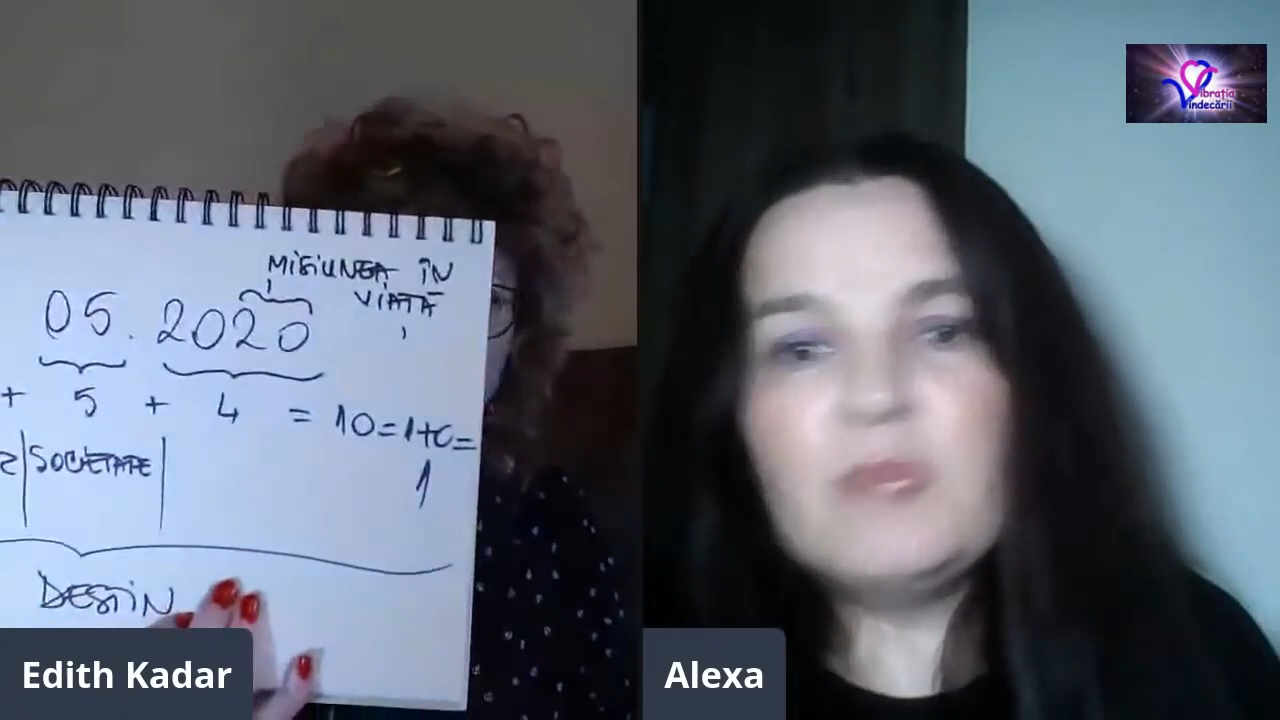 MISIUNEA ÎN
VIAȚĂ
05.2020
+ 5 + 4 = 10=1+0=
1
SOCIETATE
DESTIN
Edith Kadar
Alexa
Vibrația
Vindecării